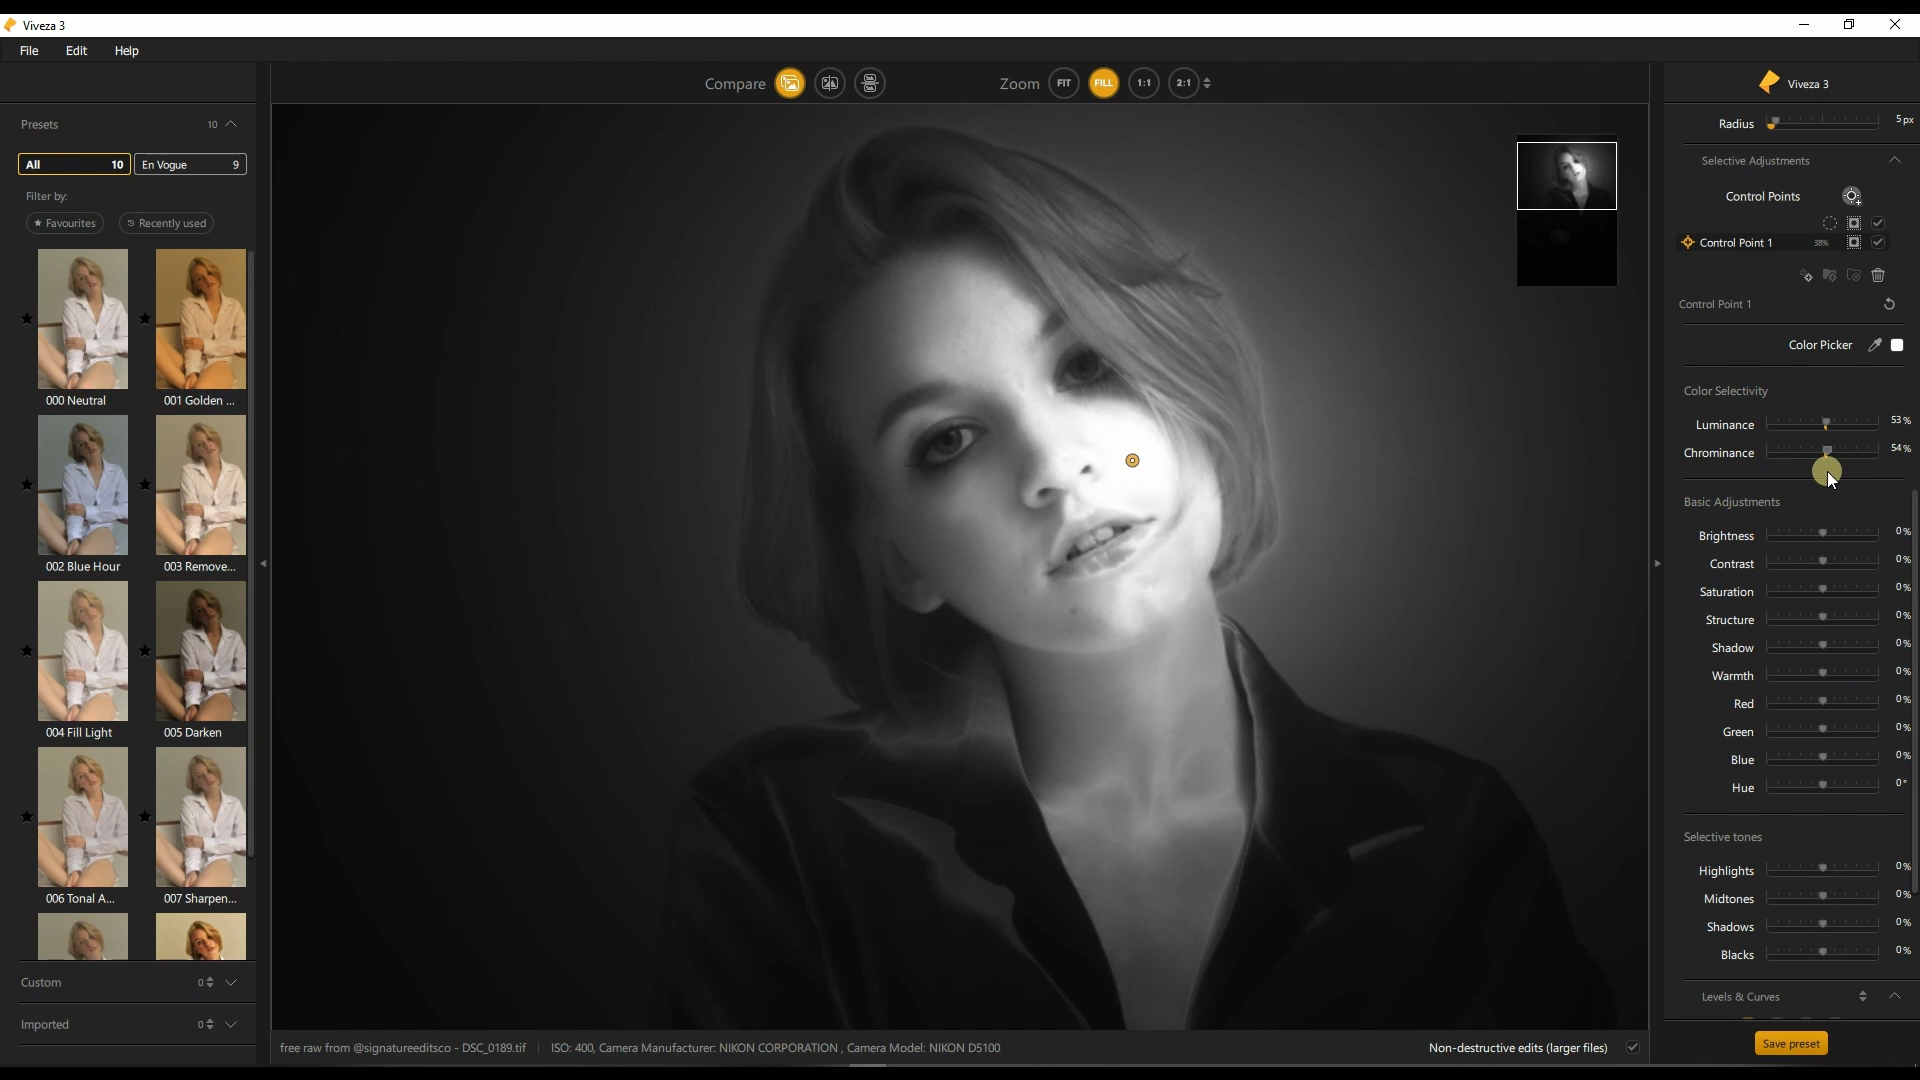 Viveza 3
File Edit Help
Compare
Zoom FIT FILL 1:1 2:1
Viveza 3
Presets 10
All 10 En Vogue 9
Filter by:
Favourites Recently used
000 Neutral 001 Golden ...
002 Blue Hour 003 Remove...
004 Fill Light 005 Darken
006 Tonal A... 007 Sharpen...
Custom 0
Imported 0
free raw from @signatureeditsco - DSC_0189.tif ISO: 400, Camera Manufacturer: NIKON CORPORATION , Camera Model: NIKON D5100
Non-destructive edits (larger files)
Radius 5 px
Selective Adjustments
Control Points
Control Point 1 38%
Control Point 1
Color Picker
Color Selectivity
Luminance 53 %
Chrominance 54 %
Basic Adjustments
Brightness 0 %
Contrast 0 %
Saturation 0 %
Structure 0 %
Shadow 0 %
Warmth 0 %
Red 0 %
Green 0 %
Blue 0 %
Hue 0 °
Selective tones
Highlights 0 %
Midtones 0 %
Shadows 0 %
Blacks 0 %
Levels & Curves
Save preset